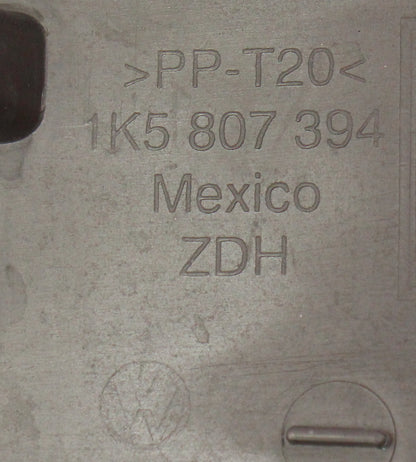 >PP-T20<
1K5 807 394
Mexico
ZDH